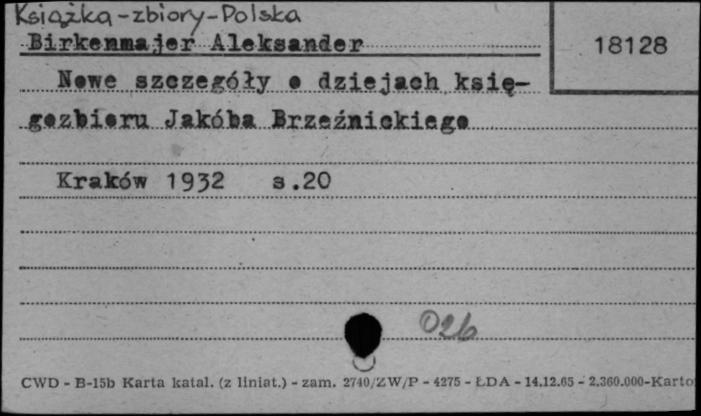 Książka-zbiory-Polska
Birkenmajer Aleksander
18128
Nowe szczegóły o dziejach księ-
gozbioru Jakóba Brzeźnickiego
Kraków 1932 s.20
026
CWD - B-15b Karta katal. (z liniat.) - zam. 2740/ZW/P - 4275 - ŁDA - 14.12.65 - 2.360.000-Karto